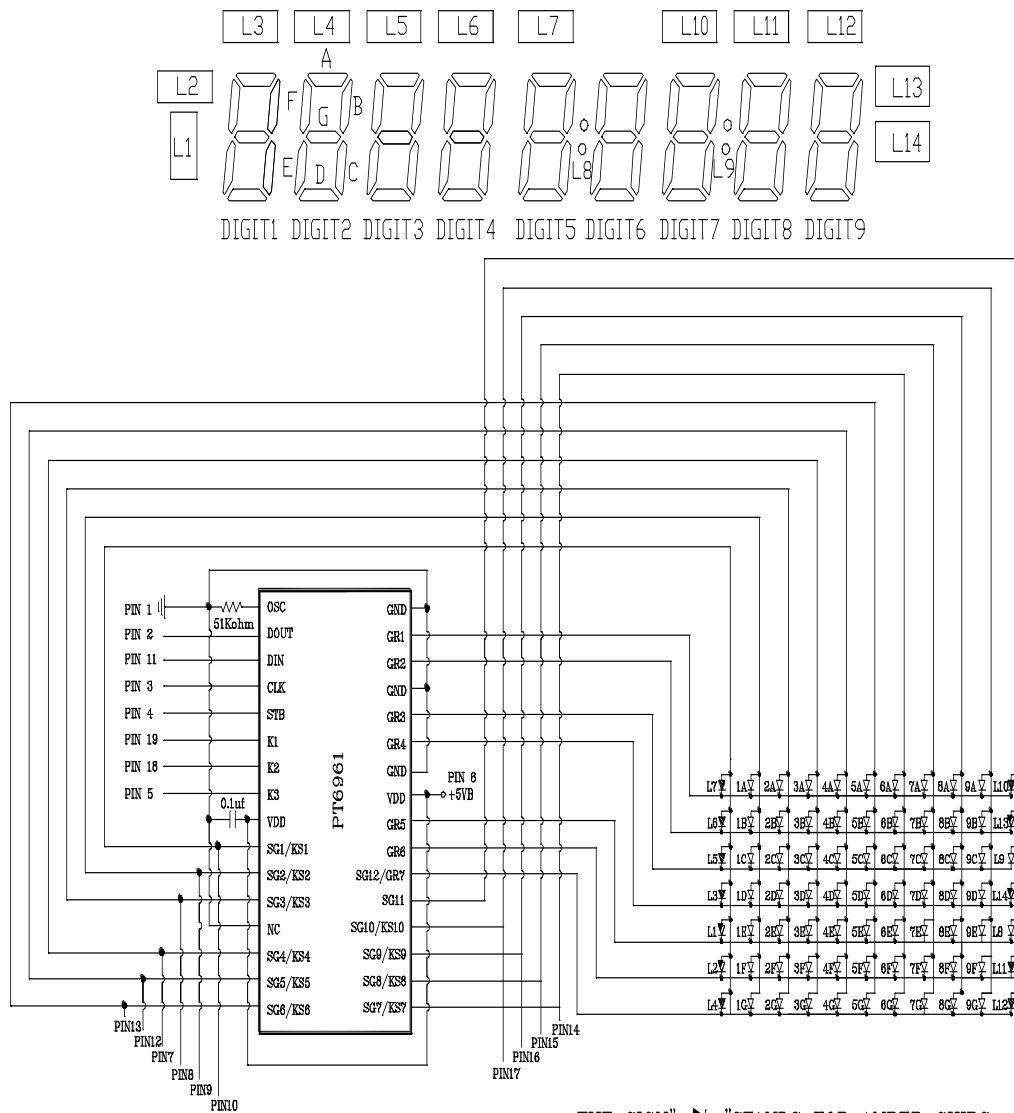 L3 L4 L5 L6 L7 L10 L11 L12
A
L2 F B G L13
L1 E D C L8 L9 L14
DIGIT1 DIGIT2 DIGIT3 DIGIT4 DIGIT5 DIGIT6 DIGIT7 DIGIT8 DIGIT9
PIN 1 51Kohm OSC GND
PIN 2 DOUT GR1
PIN 11 DIN GR2
PIN 3 CLK GND
PIN 4 STB GR3
PIN 19 K1 GR4
PIN 18 K2 GND
PIN 5 K3 VDD PIN 6 +5VB
0.1uf VDD GR5
SG1/KS1 GR6
SG2/KS2 SG12/GR7
SG3/KS3 SG11
NC SG10/KS10
SG4/KS4 SG9/KS9
SG5/KS5 SG8/KS8
SG6/KS6 SG7/KS7
PT6961
PIN13 PIN14
PIN12 PIN15
PIN7 PIN16
PIN8 PIN17
PIN9
PIN10
L7 1A 2A 3A 4A 5A 6A 7A 8A 9A L10
L6 1B 2B 3B 4B 5B 6B 7B 8B 9B L13
L5 1C 2C 3C 4C 5C 6C 7C 8C 9C L9
L3 1D 2D 3D 4D 5D 6D 7D 8D 9D L14
L1 1E 2E 3E 4E 5E 6E 7E 8E 9E L8
L2 1F 2F 3F 4F 5F 6F 7F 8F 9F L11
L4 1G 2G 3G 4G 5G 6G 7G 8G 9G L12